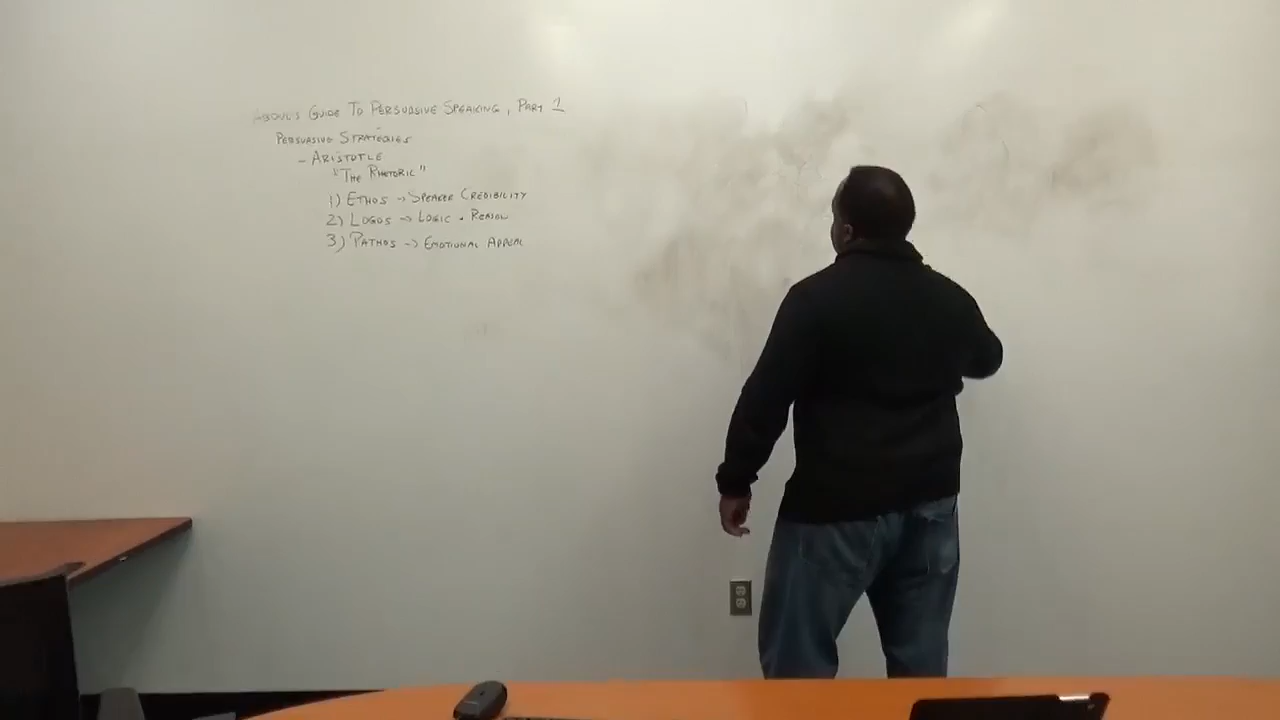 ABDUL'S GUIDE TO PERSUASIVE SPEAKING, PART 1
PERSUASIVE STRATEGIES
- ARISTOTLE
"THE RHETORIC"
1) ETHOS -> SPEAKER CREDIBILITY
2) LOGOS -> LOGIC + REASON
3) PATHOS -> EMOTIONAL APPEAL